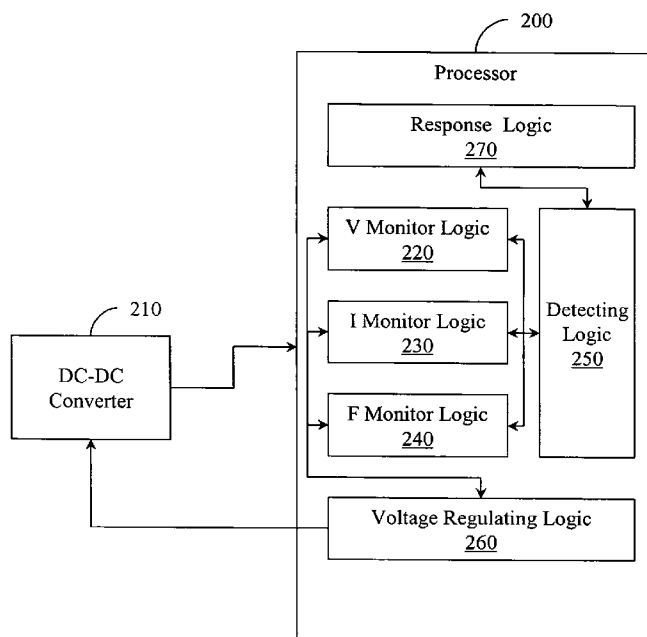 200
Processor
Response Logic
270
V Monitor Logic
220
I Monitor Logic
230
F Monitor Logic
240
Detecting
Logic
250
210
DC-DC
Converter
Voltage Regulating Logic
260